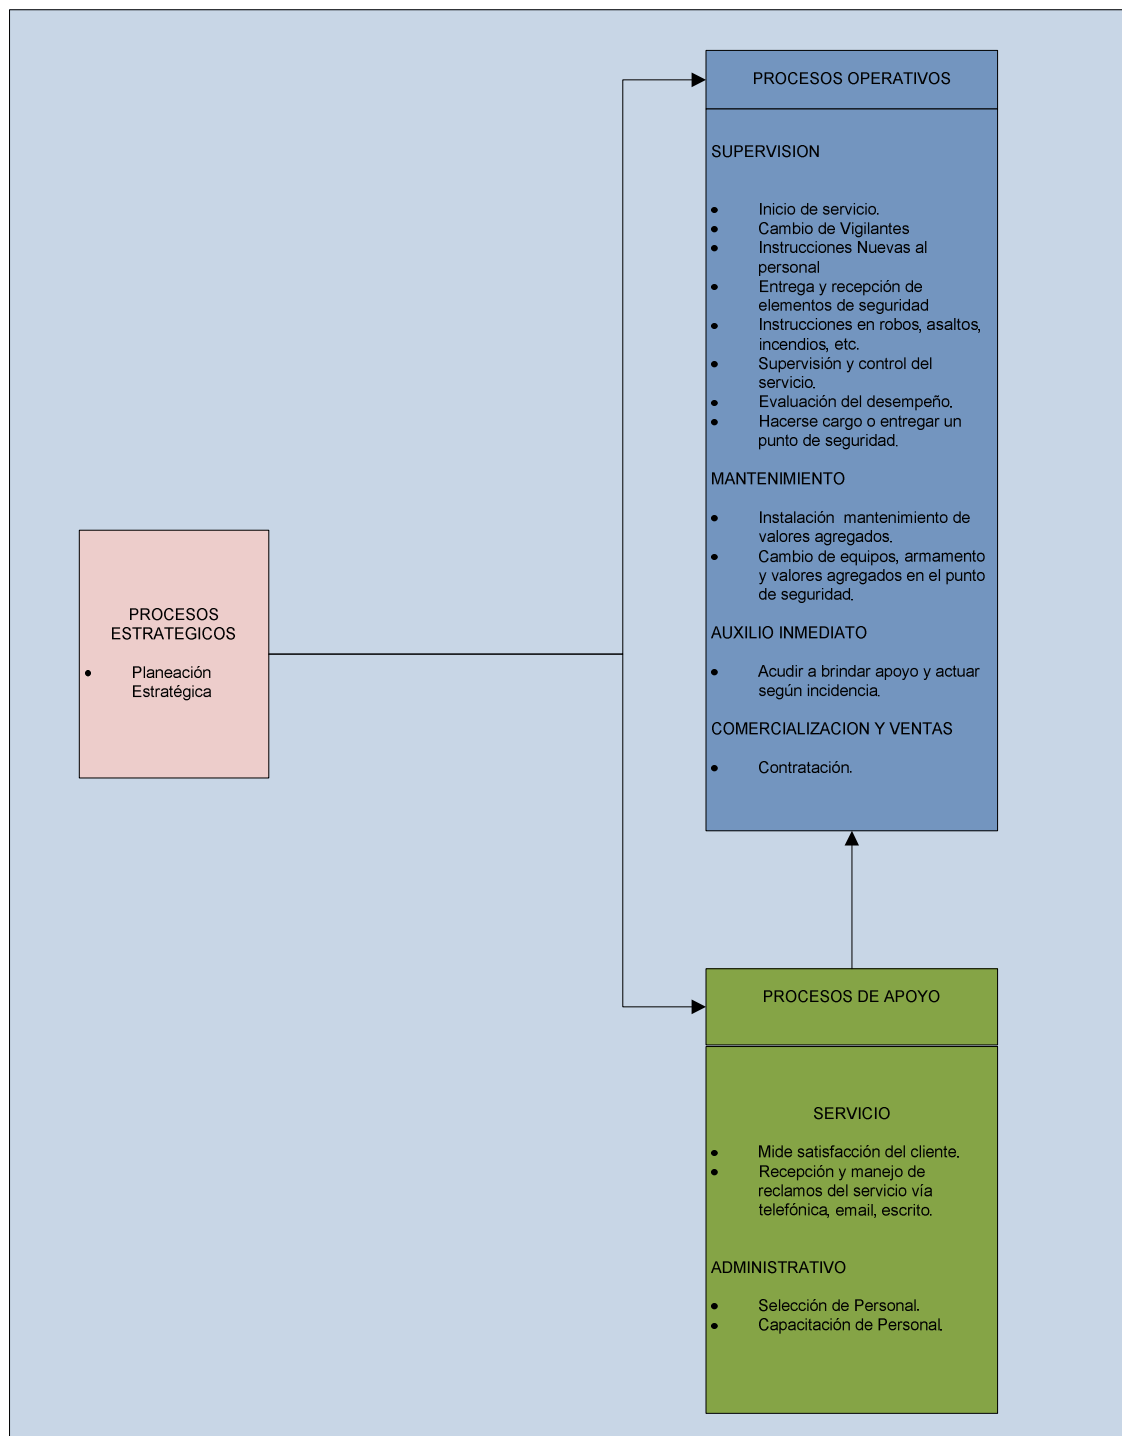 PROCESOS OPERATIVOS
SUPERVISION
• Inicio de servicio.
• Cambio de Vigilantes
• Instrucciones Nuevas al
personal
• Entrega y recepción de
elementos de seguridad
• Instrucciones en robos, asaltos,
incendios, etc.
• Supervisión y control del
servicio.
• Evaluación del desempeño.
• Hacerse cargo o entregar un
punto de seguridad.
MANTENIMIENTO
• Instalación  mantenimiento de
valores agregados.
• Cambio de equipos, armamento
y valores agregados en el punto
de seguridad.
AUXILIO INMEDIATO
• Acudir a brindar apoyo y actuar
según incidencia.
COMERCIALIZACION Y VENTAS
• Contratación.
PROCESOS
ESTRATEGICOS
• Planeación
Estratégica
PROCESOS DE APOYO
SERVICIO
• Mide satisfacción del cliente.
• Recepción y manejo de
reclamos del servicio vía
telefónica, email, escrito.
ADMINISTRATIVO
• Selección de Personal.
• Capacitación de Personal.